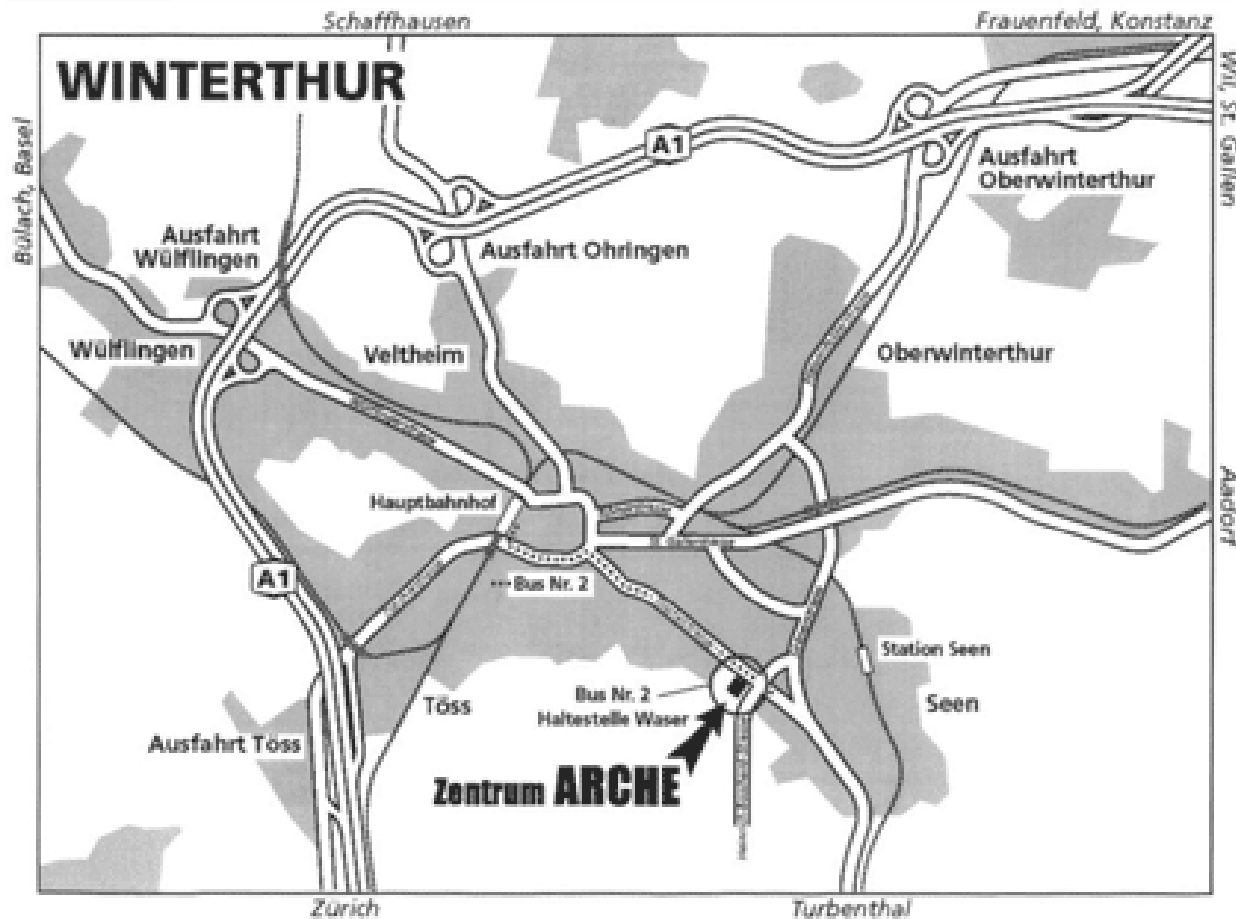 Schaffhausen
Frauenfeld, Konstanz
WINTERTHUR
Wil, St. Gallen
Bülach, Basel
A1
Ausfahrt
Oberwinterthur
Ausfahrt
Wülflingen
Ausfahrt Ohringen
Wülflingen
Veltheim
Oberwinterthur
Hauptbahnhof
Aadorf
A1
Bus Nr. 2
Station Seen
Bus Nr. 2
Haltestelle Waser
Töss
Seen
Ausfahrt Töss
Zentrum ARCHE
Zürich
Turbenthal